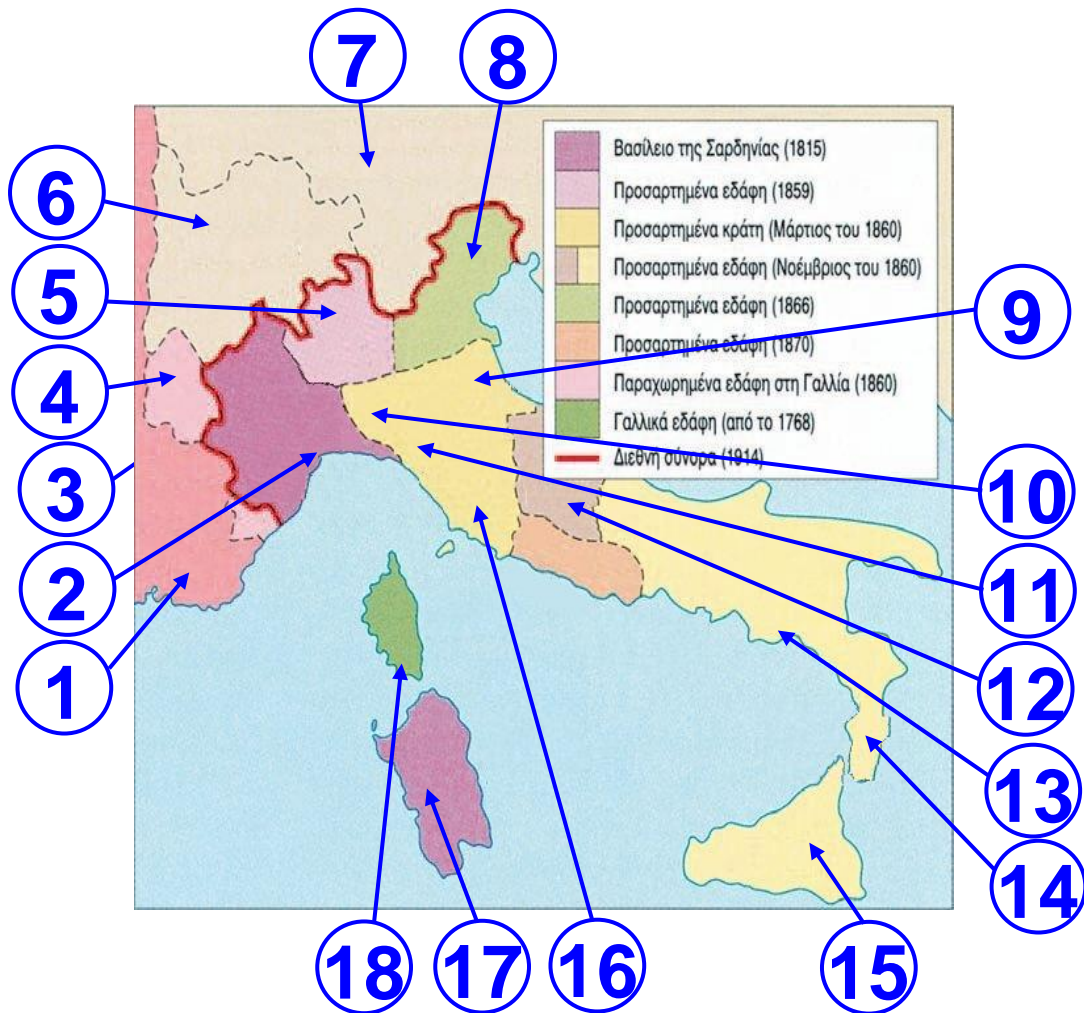 7
8
6
5
4
3
2
1
Βασίλειο της Σαρδηνίας (1815)
Προσαρτημένα εδάφη (1859)
Προσαρτημένα κράτη (Μάρτιος του 1860)
Προσαρτημένα εδάφη (Νοέμβριος του 1860)
Προσαρτημένα εδάφη (1866)
Προσαρτημένα εδάφη (1870)
Παραχωρημένα εδάφη στη Γαλλία (1860)
Γαλλικά εδάφη (από το 1768)
Διεθνή σύνορα (1914)
9
10
11
12
13
14
18
17
16
15